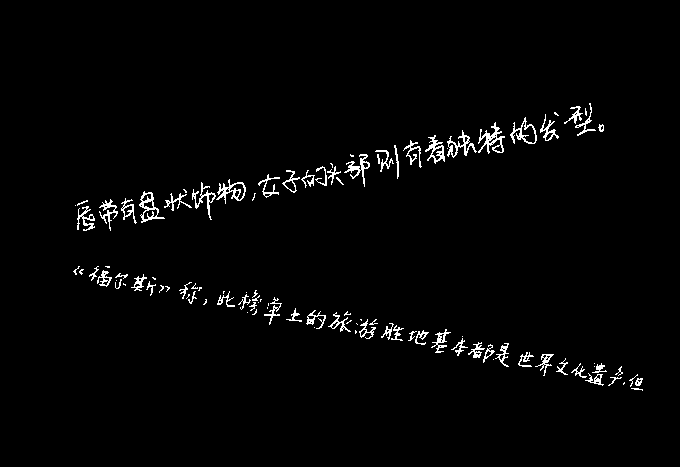 唇带有盘状饰物,女子的头部则有着独特的发型。
《福尔斯》称,此榜单上的旅游胜地基本都是世界文化遗产,但